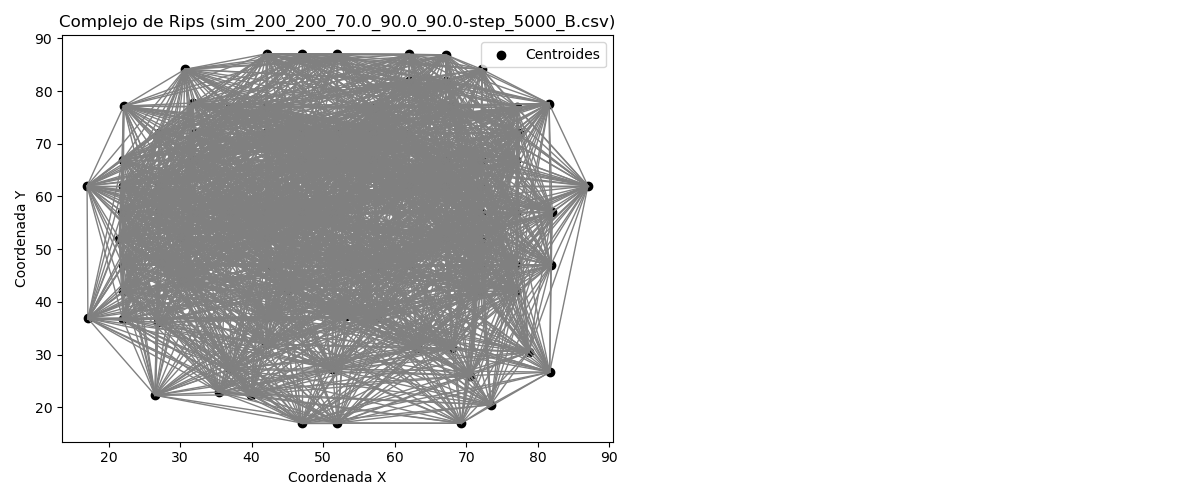 Complejo de Rips (sim_200_200_70.0_90.0_90.0-step_5000_B.csv)
Centroides
90
80
70
60
50
40
30
20
Coordenada Y
20 30 40 50 60 70 80 90
Coordenada X